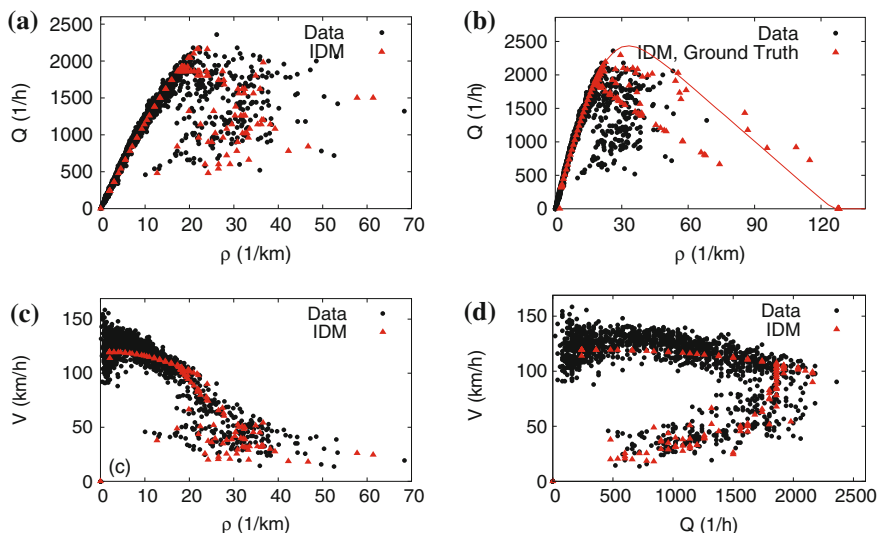 (a)
Data
IDM
2500
2000
1500
1000
500
0
Q (1/h)
0 10 20 30 40 50 60 70
ρ (1/km)
(b)
Data
IDM, Ground Truth
2500
2000
1500
1000
500
0
Q (1/h)
0 30 60 90 120
ρ (1/km)
(c)
Data
IDM
150
100
50
0
V (km/h)
(c)
0 10 20 30 40 50 60 70
ρ (1/km)
(d)
Data
IDM
150
100
50
0
V (km/h)
0 500 1000 1500 2000 2500
Q (1/h)